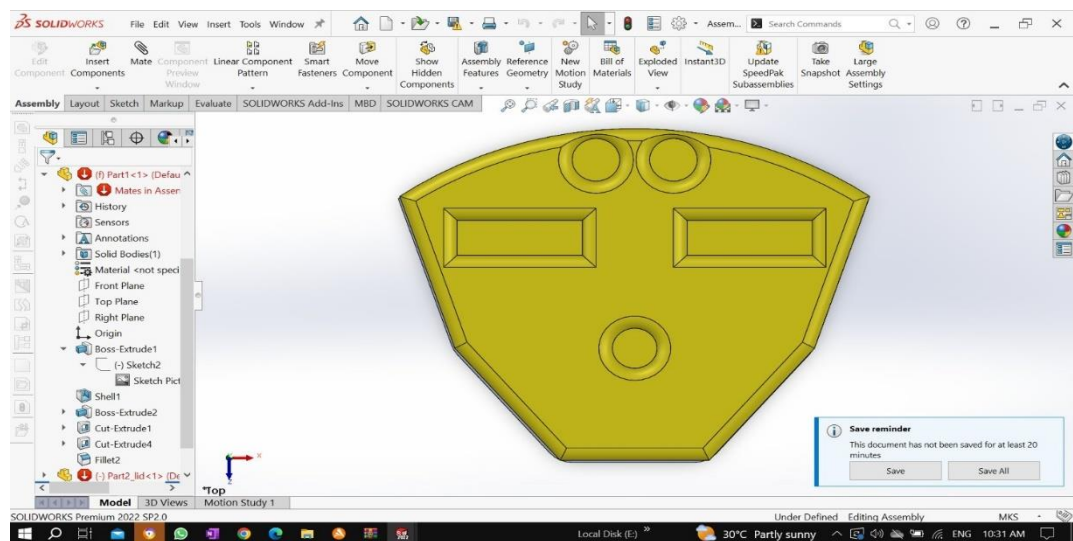 SOLIDWORKS File Edit View Insert Tools Window Assem... Search Commands
Edit Component
Insert Components
Mate
Component Preview Window
Linear Component Pattern
Smart Fasteners
Move Component
Show Hidden Components
Assembly Features
Reference Geometry
New Motion Study
Bill of Materials
Exploded View
Instant3D
Update SpeedPak Subassemblies
Take Snapshot
Large Assembly Settings
Assembly Layout Sketch Markup Evaluate SOLIDWORKS Add-Ins MBD SOLIDWORKS CAM
(f) Part1<1> (Defau
Mates in Assen
History
Sensors
Annotations
Solid Bodies(1)
Material <not speci
Front Plane
Top Plane
Right Plane
Origin
Boss-Extrude1
(-) Sketch2
Sketch Pict
Shell1
Boss-Extrude2
Cut-Extrude1
Cut-Extrude4
Fillet2
(-) Part2_lid<1> (De
*Top
Save reminder
This document has not been saved for at least 20
minutes
Save Save All
Model 3D Views Motion Study 1
SOLIDWORKS Premium 2022 SP2.0 Under Defined Editing Assembly MKS
Local Disk (E:) 30°C Partly sunny ENG 10:31 AM